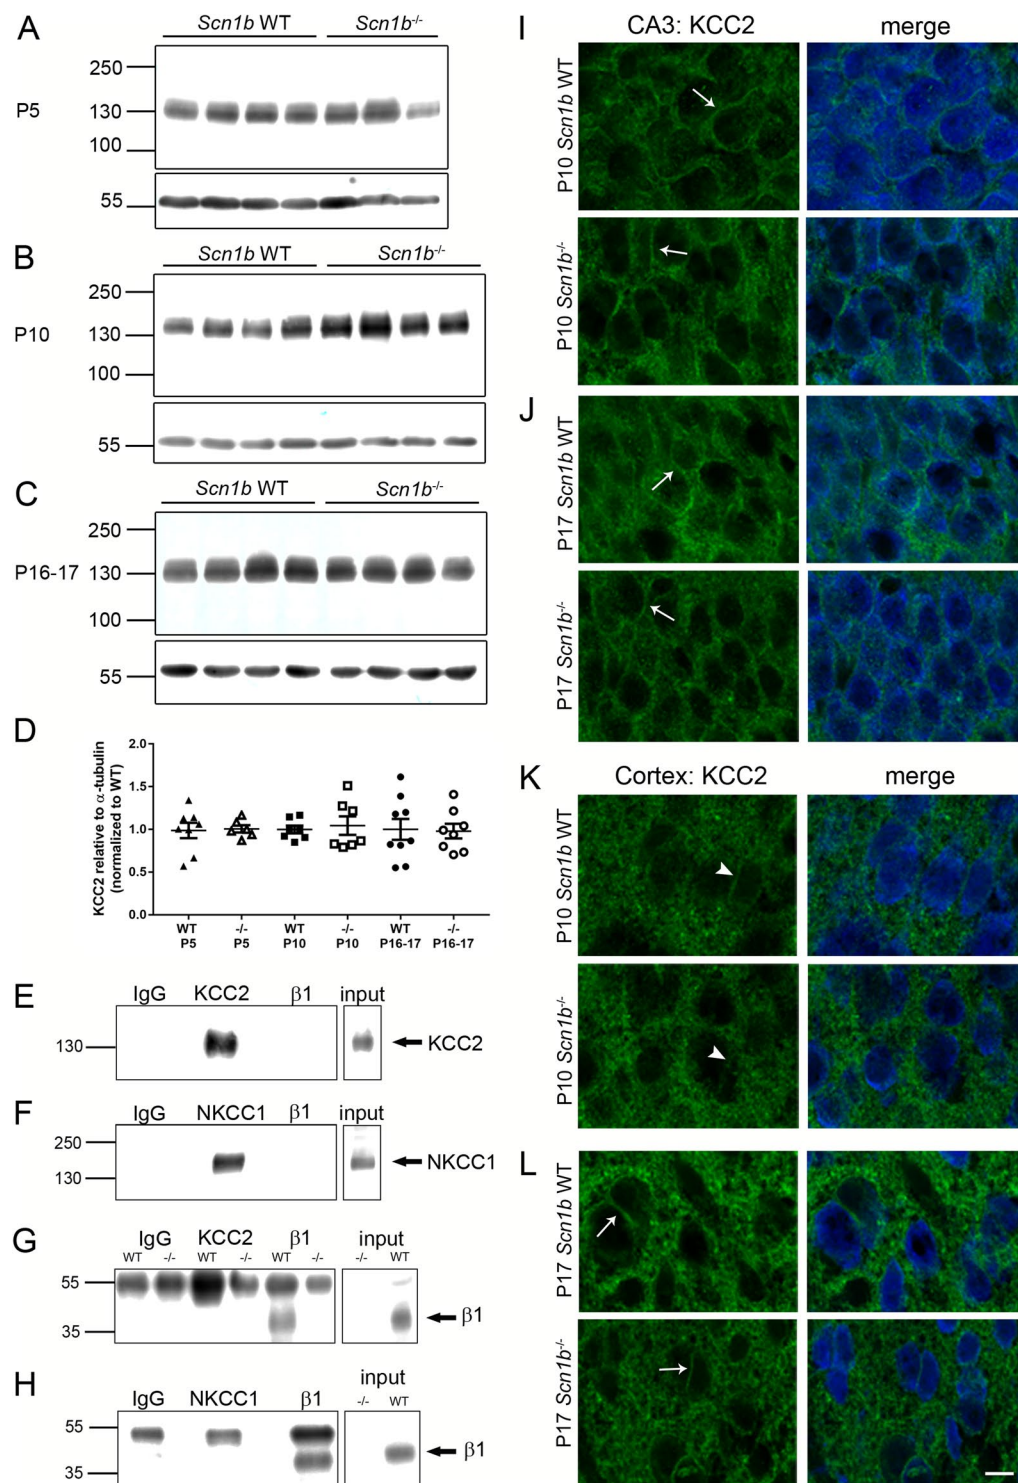 A
Scn1b WT
Scn1b-/-
P5
250
130
100
55
B
Scn1b WT
Scn1b-/-
P10
250
130
100
55
C
Scn1b WT
Scn1b-/-
P16-17
250
130
100
55
D
KCC2 relative to α-tubulin
(normalized to WT)
2.0
1.5
1.0
0.5
0.0
WT -/- WT -/- WT -/-
P5 P5 P10 P10 P16-17 P16-17
E
IgG KCC2 β1 input
130
KCC2
F
IgG NKCC1 β1 input
250
130
NKCC1
G
IgG KCC2 β1 input
WT -/- WT -/- WT -/- -/- WT
55
35
β1
H
IgG NKCC1 β1 input
-/- WT
55
35
β1
I
CA3: KCC2 merge
P10 Scn1b WT
P10 Scn1b-/-
J
P17 Scn1b WT
P17 Scn1b-/-
K
Cortex: KCC2 merge
P10 Scn1b WT
P10 Scn1b-/-
L
P17 Scn1b WT
P17 Scn1b-/-